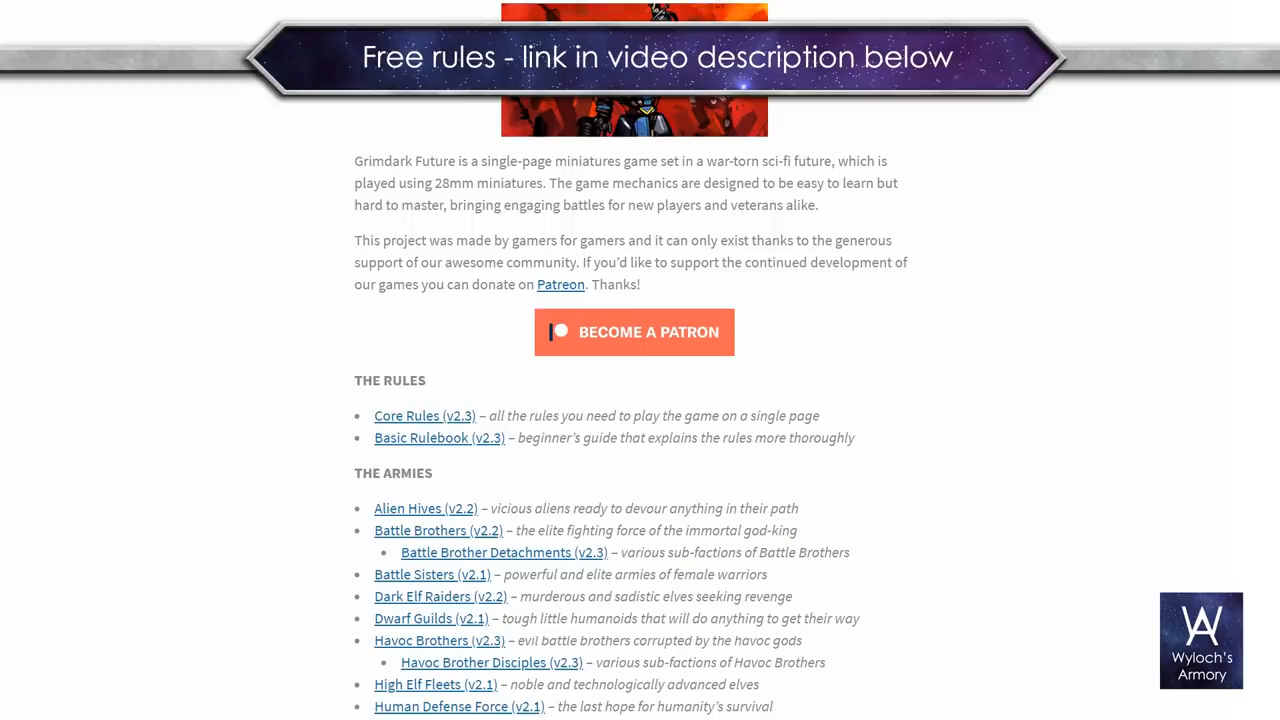 Free rules - link in video description below
Grimdark Future is a single-page miniatures game set in a war-torn sci-fi future, which is
played using 28mm miniatures. The game mechanics are designed to be easy to learn but
hard to master, bringing engaging battles for new players and veterans alike.
This project was made by gamers for gamers and it can only exist thanks to the generous
support of our awesome community. If you’d like to support the continued development of
our games you can donate on Patreon. Thanks!
BECOME A PATRON
THE RULES
• Core Rules (v2.3) – all the rules you need to play the game on a single page
• Basic Rulebook (v2.3) – beginner’s guide that explains the rules more thoroughly
THE ARMIES
• Alien Hives (v2.2) – vicious aliens ready to devour anything in their path
• Battle Brothers (v2.2) – the elite fighting force of the immortal god-king
• Battle Brother Detachments (v2.3) – various sub-factions of Battle Brothers
• Battle Sisters (v2.1) – powerful and elite armies of female warriors
• Dark Elf Raiders (v2.2) – murderous and sadistic elves seeking revenge
• Dwarf Guilds (v2.1) – tough little humanoids that will do anything to get their way
• Havoc Brothers (v2.3) – evil battle brothers corrupted by the havoc gods
• Havoc Brother Disciples (v2.3) – various sub-factions of Havoc Brothers
• High Elf Fleets (v2.1) – noble and technologically advanced elves
• Human Defense Force (v2.1) – the last hope for humanity’s survival
WA
Wyloch’s
Armory